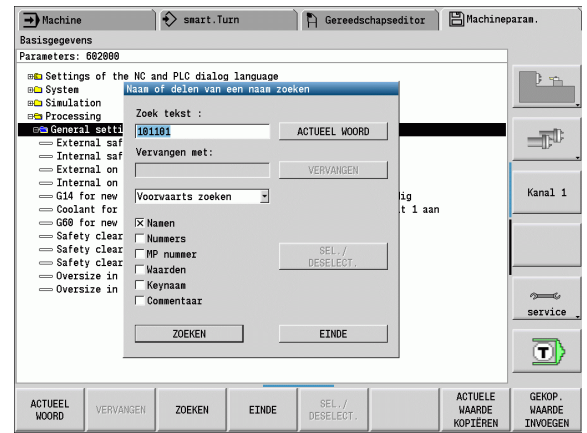 Machine
smart.Turn
Gereedschapseditor
Machineparam.
Basisgegevens
Parameters: 602000
Settings of the NC and PLC dialog language
System
Simulation
Processing
General setti
External saf
Internal saf
External on
Internal on
G14 for new
Coolant for
G60 for new
Safety clear
Safety clear
Safety clear
Oversize in
Oversize in
ig
t 1 aan
Naam of delen van een naam zoeken
Zoek tekst :
101101
ACTUEEL WOORD
Vervangen met:
VERVANGEN
Voorwaarts zoeken
Namen
Nummers
MP nummer
Waarden
Keynaam
Commentaar
SEL./
DESELECT.
ZOEKEN
EINDE
Kanal 1
service
T
ACTUEEL
WOORD
VERVANGEN
ZOEKEN
EINDE
SEL./
DESELECT.
ACTUELE
WAARDE
KOPIËREN
GEKOP.
WAARDE
INVOEGEN